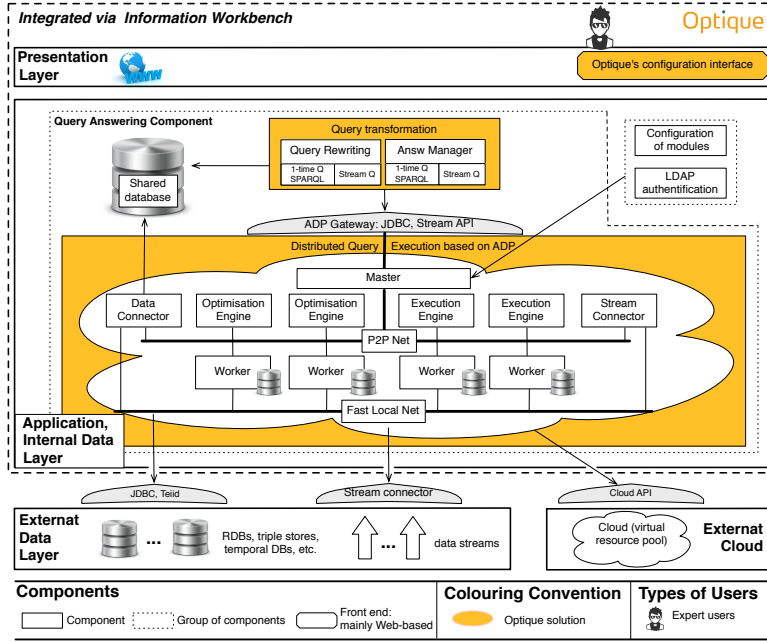 Integrated via Information Workbench
Optique
Presentation
Layer
WWW
Optique's configuration interface
Query Answering Component
Shared
database
Query transformation
Query Rewriting
Answ Manager
1-time Q
SPARQL
Stream Q
1-time Q
SPARQL
Stream Q
Configuration
of modules
LDAP
authentification
ADP Gateway: JDBC, Stream API
Distributed Query Execution based on ADP
Master
Data
Connector
Optimisation
Engine
Optimisation
Engine
Execution
Engine
Execution
Engine
Stream
Connector
P2P Net
Worker
Worker
Worker
Worker
Fast Local Net
Application,
Internal Data
Layer
JDBC, Teiid
Stream connector
Cloud API
Externat
Data
Layer
...
RDBs, triple stores,
temporal DBs, etc.
...
data streams
Cloud (virtual
resource pool)
Externat
Cloud
Components
Component
Group of components
Front end:
mainly Web-based
Colouring Convention
Optique solution
Types of Users
Expert users